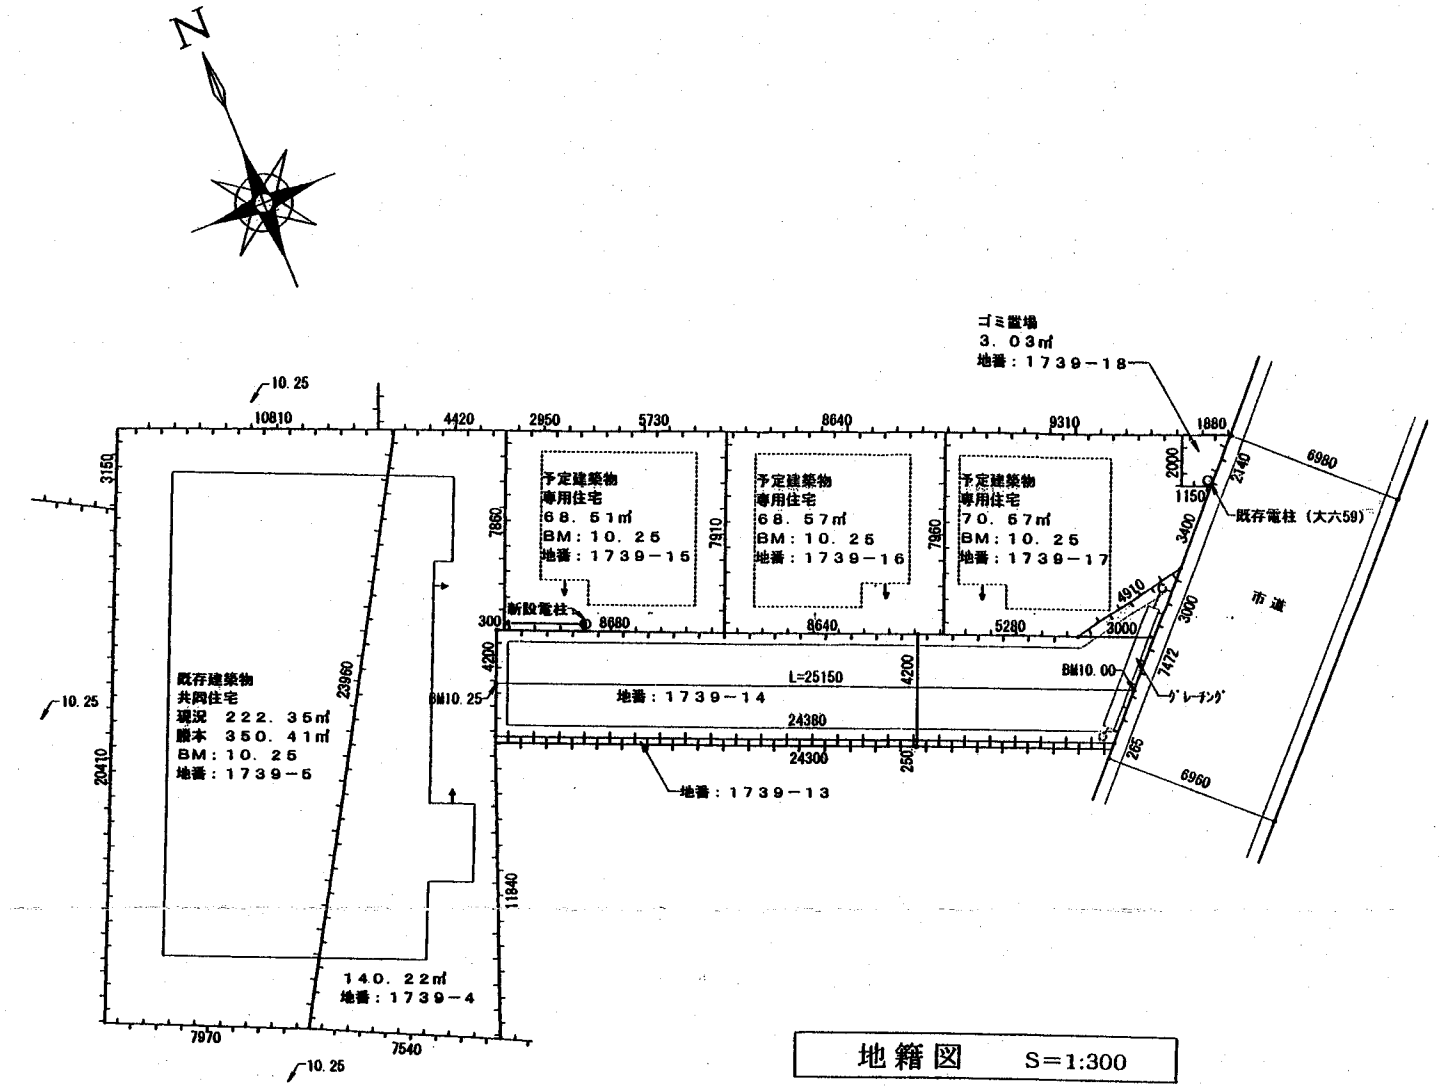 N
ゴミ置場
3．03㎡
地番：1739－18
10.25
10810
4420
2950
5730
8640
9310
1880
3150
2000
2140
6980
1150
既存電柱（大六59）
予定建築物
専用住宅
68．51㎡
BM：10．25
地番：1739－15
予定建築物
専用住宅
68．57㎡
BM：10．25
地番：1739－16
予定建築物
専用住宅
70．57㎡
BM：10．25
地番：1739－17
7860
7910
7960
3400
4910
市道
新設電柱
300
8680
8640
5280
3000
3000
4200
4200
7472
BM10.00
グレーチング
L=25150
BM10.25
地番：1739－14
24380
24300
250
265
6960
地番：1739－13
既存建築物
共同住宅
現況 222．35㎡
謄本 350．41㎡
BM：10．25
地番：1739－5
23960
10.25
20410
11840
140．22㎡
地番：1739－4
7970
7540
10.25
地籍図 S＝1:300